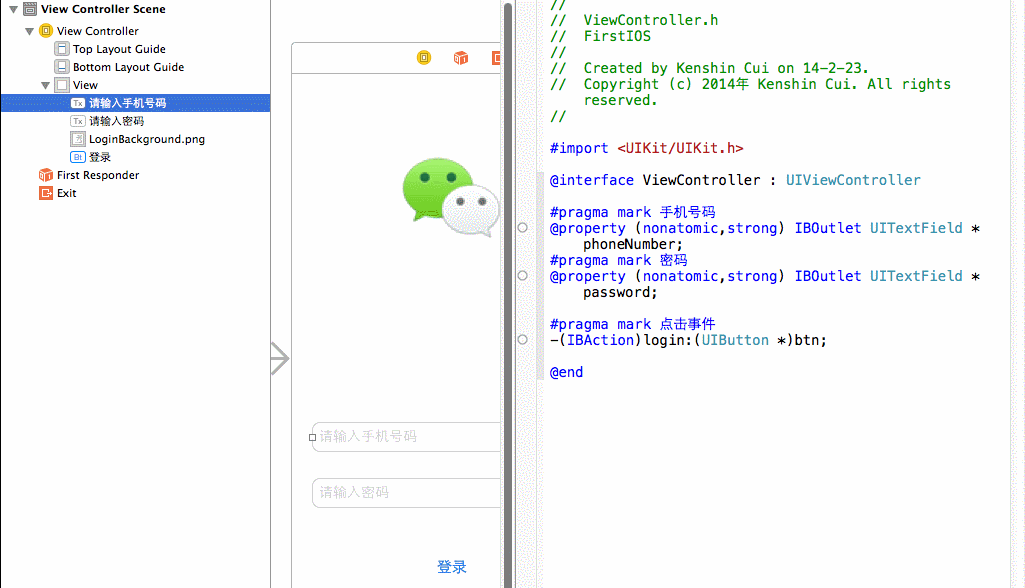 View Controller Scene
View Controller
Top Layout Guide
Bottom Layout Guide
View
Tx 请输入手机号码
Tx 请输入密码
LoginBackground.png
Bt 登录
First Responder
Exit
请输入手机号码
请输入密码
登录
//
// ViewController.h
// FirstIOS
//
// Created by Kenshin Cui on 14-2-23.
// Copyright (c) 2014年 Kenshin Cui. All rights
reserved.
//
#import <UIKit/UIKit.h>
@interface ViewController : UIViewController
#pragma mark 手机号码
@property (nonatomic,strong) IBOutlet UITextField *
phoneNumber;
#pragma mark 密码
@property (nonatomic,strong) IBOutlet UITextField *
password;
#pragma mark 点击事件
-(IBAction)login:(UIButton *)btn;
@end